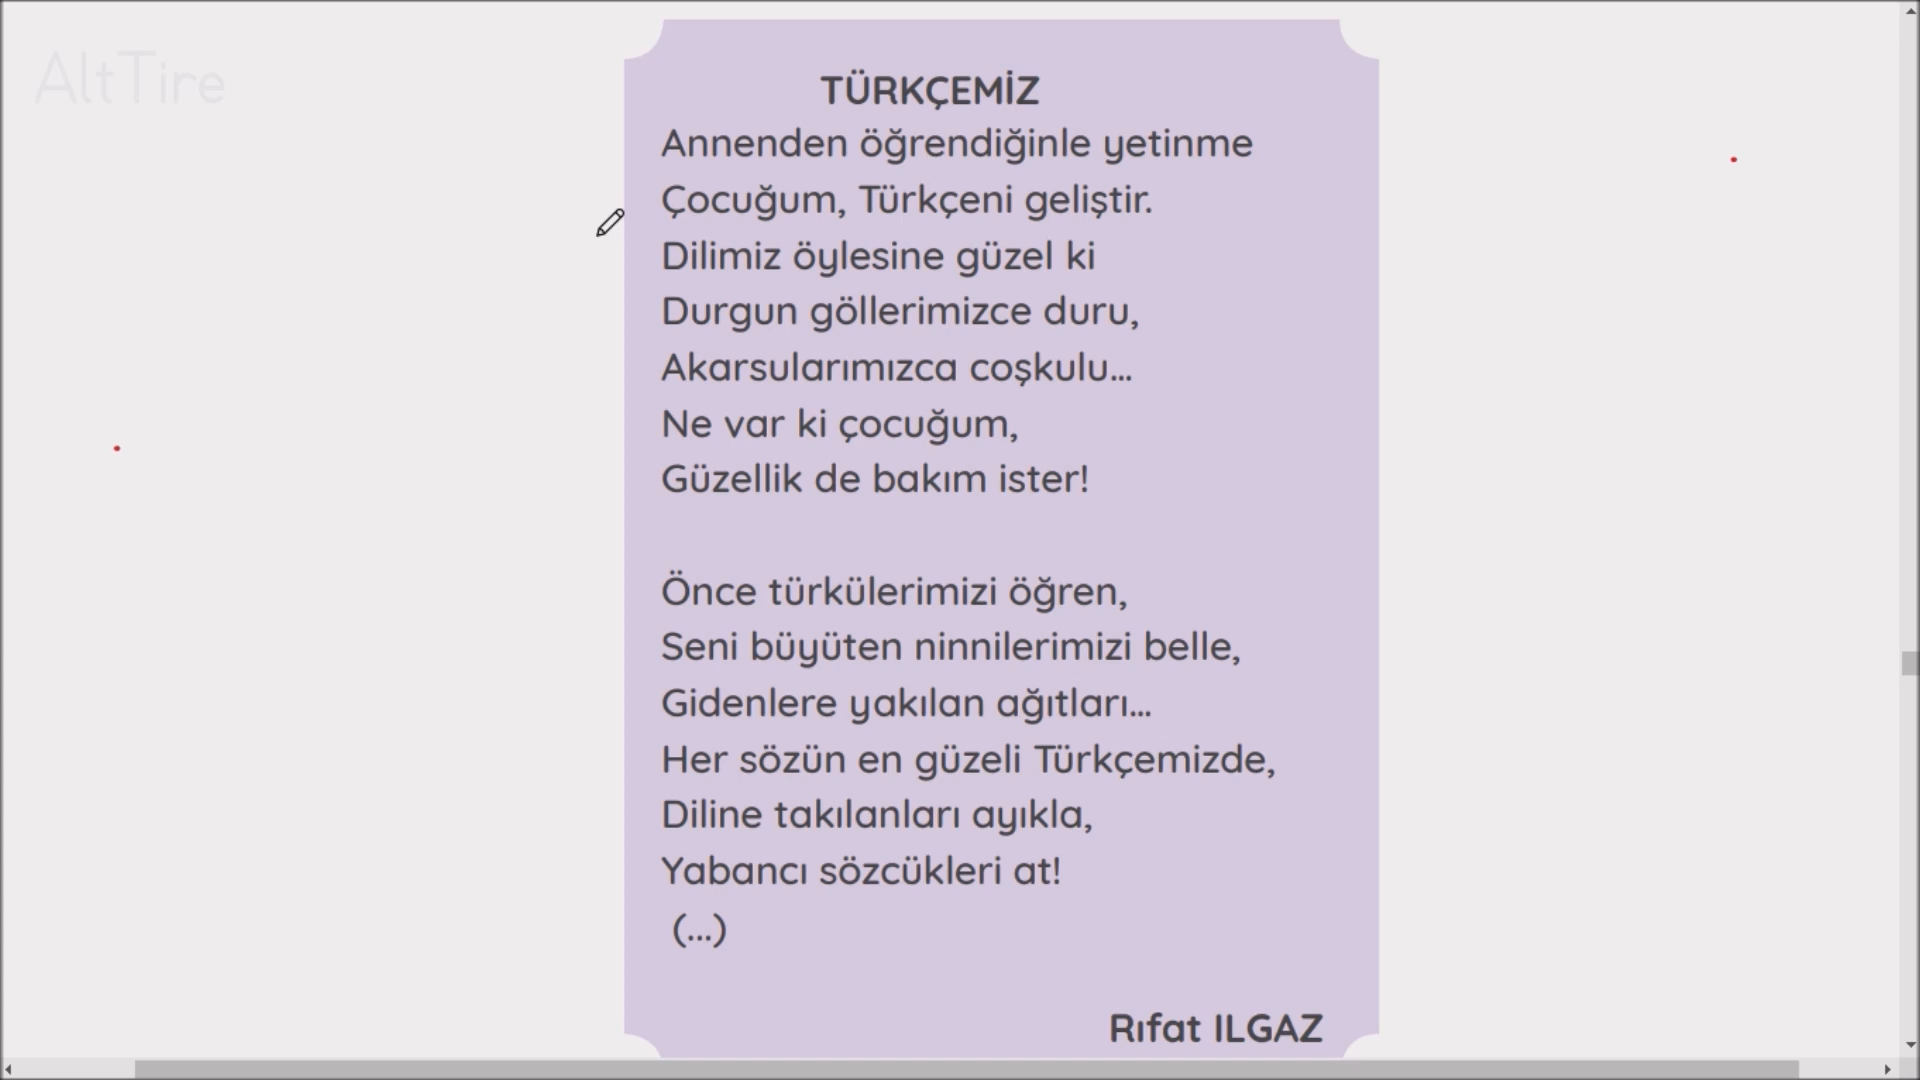 AltTire
TÜRKÇEMİZ
Annenden öğrendiğinle yetinme
Çocuğum, Türkçeni geliştir.
Dilimiz öylesine güzel ki
Durgun göllerimizce duru,
Akarsularımızca coşkulu...
Ne var ki çocuğum,
Güzellik de bakım ister!
Önce türkülerimizi öğren,
Seni büyüten ninnilerimizi belle,
Gidenlere yakılan ağıtları...
Her sözün en güzeli Türkçemizde,
Diline takılanları ayıkla,
Yabancı sözcükleri at!
(...)
Rıfat ILGAZ